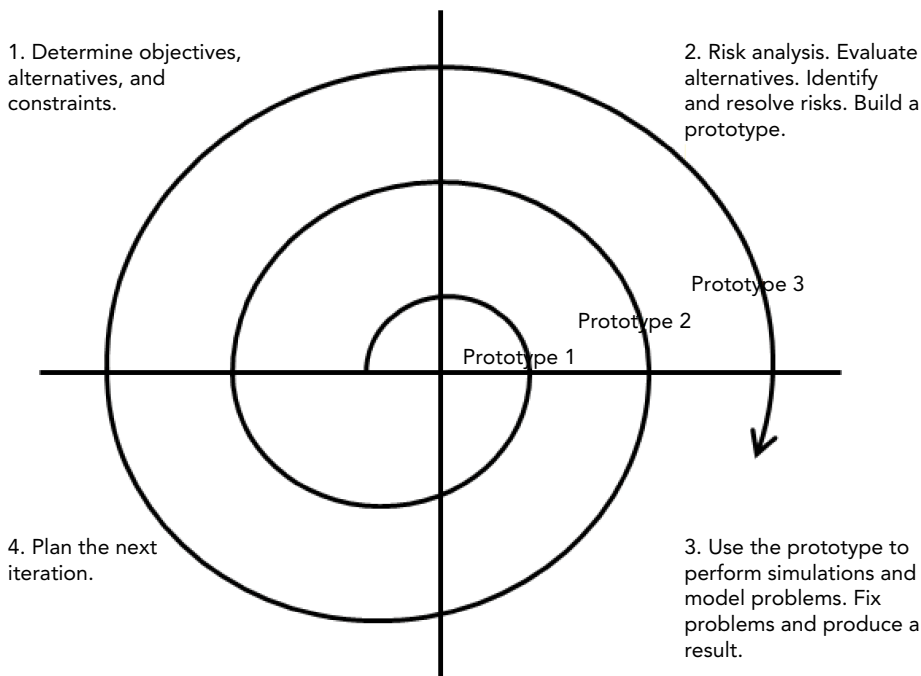 1. Determine objectives,
alternatives, and
constraints.
2. Risk analysis. Evaluate
alternatives. Identify
and resolve risks. Build a
prototype.
Prototype 3
Prototype 2
Prototype 1
4. Plan the next
iteration.
3. Use the prototype to
perform simulations and
model problems. Fix
problems and produce a
result.